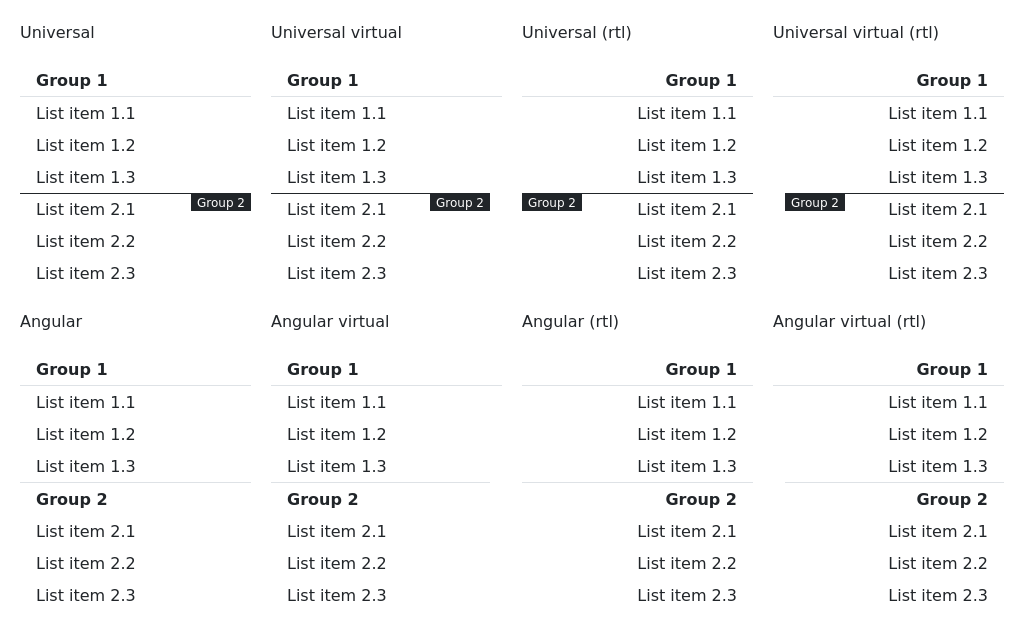 Universal
Group 1
List item 1.1
List item 1.2
List item 1.3
Group 2
List item 2.1
List item 2.2
List item 2.3
Universal virtual
Group 1
List item 1.1
List item 1.2
List item 1.3
Group 2
List item 2.1
List item 2.2
List item 2.3
Universal (rtl)
Group 1
List item 1.1
List item 1.2
List item 1.3
Group 2
List item 2.1
List item 2.2
List item 2.3
Universal virtual (rtl)
Group 1
List item 1.1
List item 1.2
List item 1.3
Group 2
List item 2.1
List item 2.2
List item 2.3
Angular
Group 1
List item 1.1
List item 1.2
List item 1.3
Group 2
List item 2.1
List item 2.2
List item 2.3
Angular virtual
Group 1
List item 1.1
List item 1.2
List item 1.3
Group 2
List item 2.1
List item 2.2
List item 2.3
Angular (rtl)
Group 1
List item 1.1
List item 1.2
List item 1.3
Group 2
List item 2.1
List item 2.2
List item 2.3
Angular virtual (rtl)
Group 1
List item 1.1
List item 1.2
List item 1.3
Group 2
List item 2.1
List item 2.2
List item 2.3